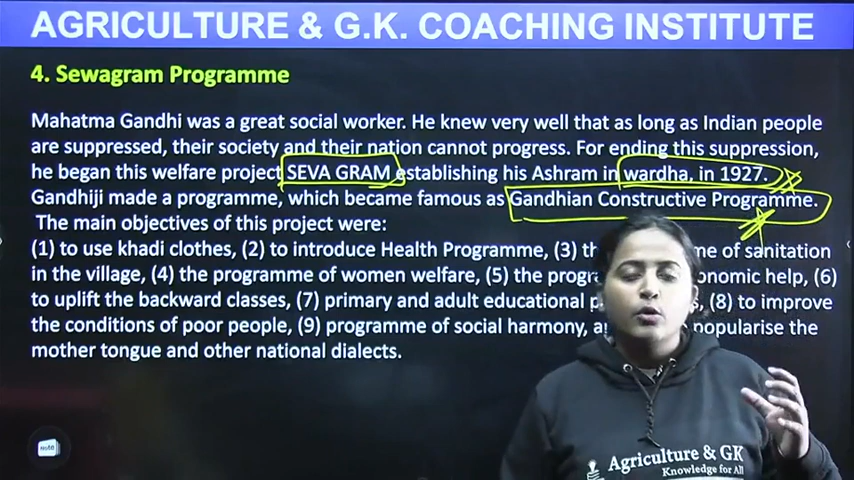 AGRICULTURE & G.K. COACHING INSTITUTE
4. Sewagram Programme
Mahatma Gandhi was a great social worker. He knew very well that as long as Indian people
are suppressed, their society and their nation cannot progress. For ending this suppression,
he began this welfare project SEVA GRAM establishing his Ashram in wardha, in 1927.
Gandhiji made a programme, which became famous as Gandhian Constructive Programme.
The main objectives of this project were:
(1) to use khadi clothes, (2) to introduce Health Programme, (3) of sanitation
in the village, (4) the programme of women welfare, (5) the help, (6)
to uplift the backward classes, (7) primary and adult educational (8) to improve
the conditions of poor people, (9) programme of social harmony, popularise the
mother tongue and other national dialects.
Agriculture & GK
Knowledge for All